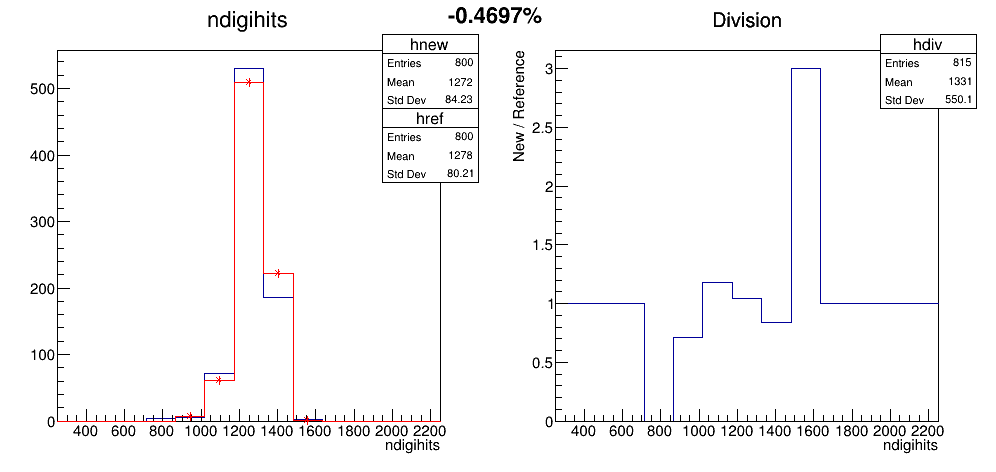 -0.4697%
ndigihits
hnew
Entries 800
Mean 1272
Std Dev 84.23
href
Entries 800
Mean 1278
Std Dev 80.21
500
400
300
200
100
0
400 600 800 1000 1200 1400 1600 1800 2000 2200
ndigihits
Division
hdiv
Entries 815
Mean 1331
Std Dev 550.1
New / Reference
3
2.5
2
1.5
1
0.5
0
400 600 800 1000 1200 1400 1600 1800 2000 2200
ndigihits